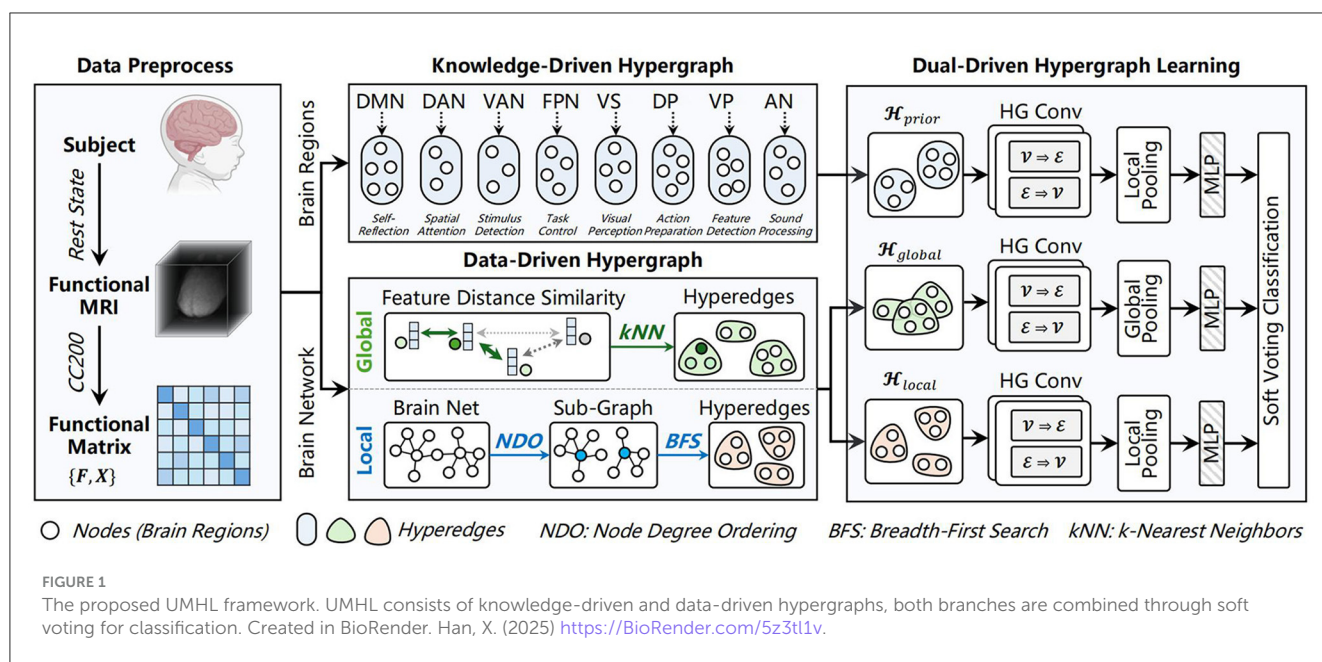 Data Preprocess
Subject
Rest State
Functional
MRI
CC200
Functional
Matrix
{F, X}
Brain Regions
Brain Network
Knowledge-Driven Hypergraph
DMN DAN VAN FPN VS DP VP AN
Self-Reflection Spatial Attention Stimulus Detection Task Control Visual Perception Action Preparation Feature Detection Sound Processing
Data-Driven Hypergraph
Global
Feature Distance Similarity
kNN
Hyperedges
Local
Brain Net
NDO
Sub-Graph
BFS
Hyperedges
Dual-Driven Hypergraph Learning
ℋprior
HG Conv
𝒱 ⇒ ℰ
ℰ ⇒ 𝒱
Local
Pooling
MLP
ℋglobal
HG Conv
𝒱 ⇒ ℰ
ℰ ⇒ 𝒱
Global
Pooling
MLP
ℋlocal
HG Conv
𝒱 ⇒ ℰ
ℰ ⇒ 𝒱
Local
Pooling
MLP
Soft Voting Classification
Nodes (Brain Regions) Hyperedges NDO: Node Degree Ordering BFS: Breadth-First Search kNN: k-Nearest Neighbors
FIGURE 1
The proposed UMHL framework. UMHL consists of knowledge-driven and data-driven hypergraphs, both branches are combined through soft
voting for classification. Created in BioRender. Han, X. (2025) https://BioRender.com/5z3tl1v.